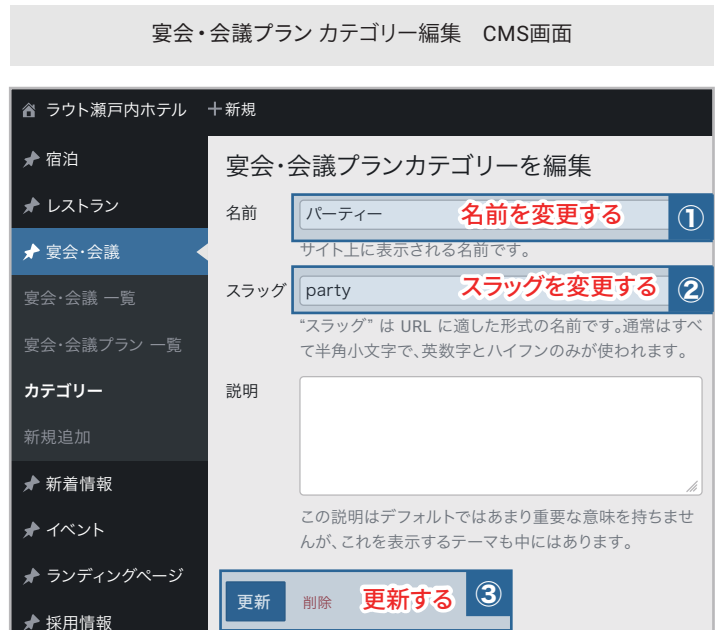 宴会・会議プラン カテゴリー編集　CMS画面
ラウト瀬戸内ホテル ＋新規
宿泊
レストラン
宴会・会議
宴会・会議 一覧
宴会・会議プラン 一覧
カテゴリー
新規追加
新着情報
イベント
ランディングページ
採用情報
宴会・会議プランカテゴリーを編集
名前 パーティー 名前を変更する ①
サイト上に表示される名前です。
スラッグ party スラッグを変更する ②
“スラッグ” は URL に適した形式の名前です。通常はすべ
て半角小文字で、英数字とハイフンのみが使われます。
説明
この説明はデフォルトではあまり重要な意味を持ちませ
んが、これを表示するテーマも中にはあります。
更新 削除 更新する ③